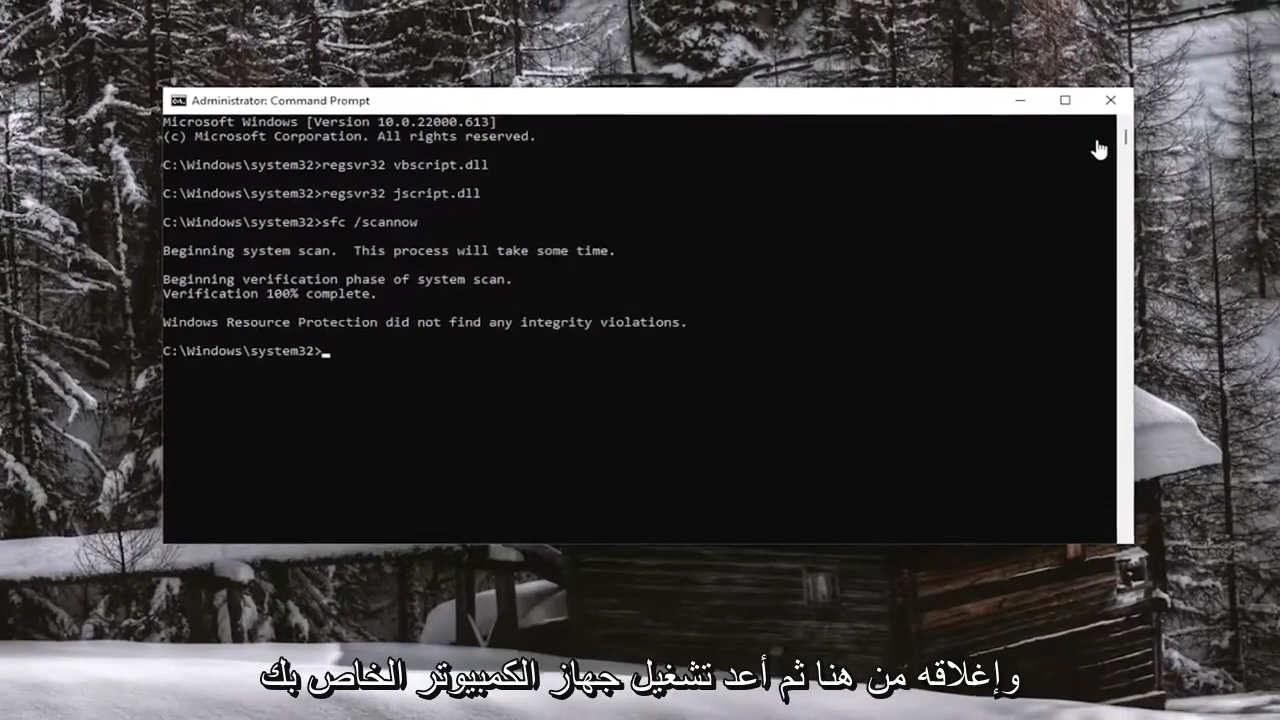 Administrator: Command Prompt
Microsoft Windows [Version 10.0.22000.613]
(c) Microsoft Corporation. All rights reserved.
C:\Windows\system32>regsvr32 vbscript.dll
C:\Windows\system32>regsvr32 jscript.dll
C:\Windows\system32>sfc /scannow
Beginning system scan.  This process will take some time.
Beginning verification phase of system scan.
Verification 100% complete.
Windows Resource Protection did not find any integrity violations.
C:\Windows\system32>
وإغلاقه من هنا ثم أعد تشغيل جهاز الكمبيوتر الخاص بك